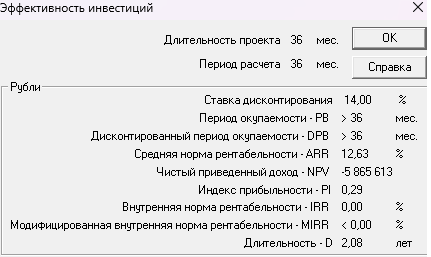 Эффективность инвестиций
Длительность проекта 36 мес. OK
Период расчета 36 мес. Справка
Рубли
Ставка дисконтирования 14,00 %
Период окупаемости - PB > 36 мес.
Дисконтированный период окупаемости - DPB > 36 мес.
Средняя норма рентабельности - ARR 12,63 %
Чистый приведенный доход - NPV -5 865 613
Индекс прибыльности - PI 0,29
Внутренняя норма рентабельности - IRR 0,00 %
Модифицированная внутренняя норма рентабельности - MIRR < 0,00 %
Длительность - D 2,08 лет